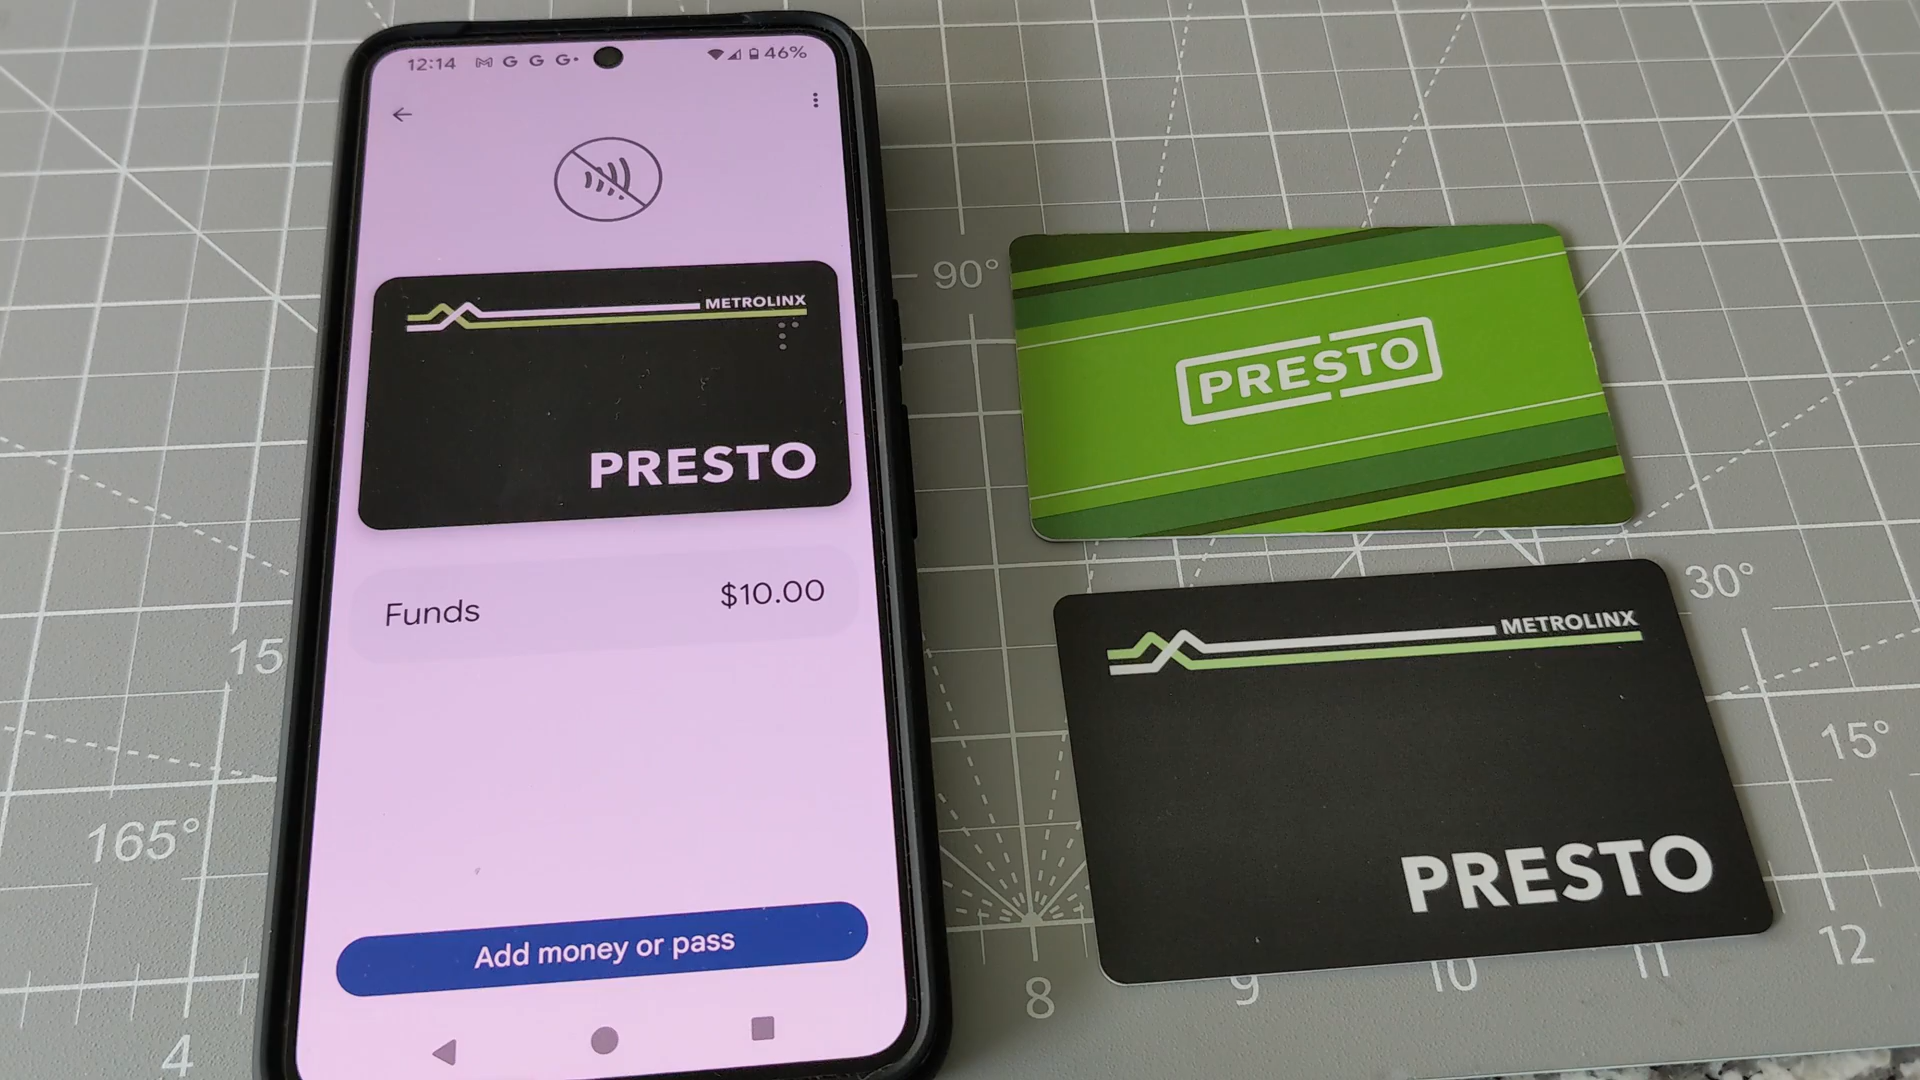 12:14 M G G G 46%
METROLINX
PRESTO
Funds $10.00
Add money or pass
PRESTO
METROLINX
PRESTO
90°
30°
15°
15
165°
4
8
9
10
11
12